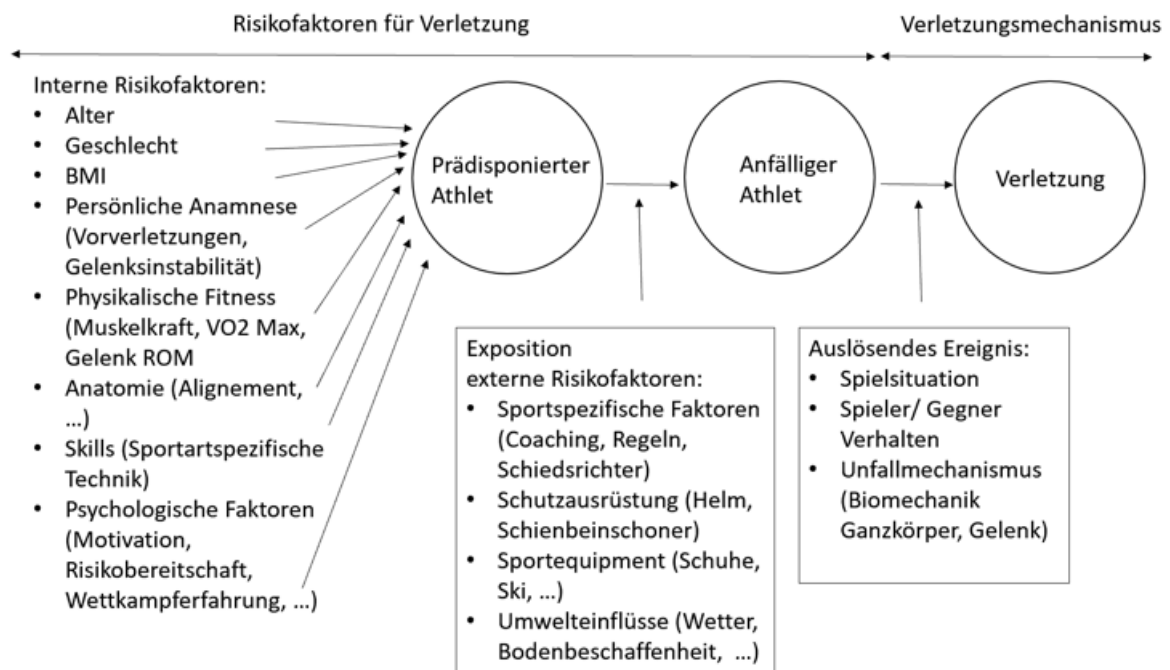 Risikofaktoren für Verletzung
Verletzungsmechanismus
Interne Risikofaktoren:
• Alter
• Geschlecht
• BMI
• Persönliche Anamnese
(Vorverletzungen,
Gelenksinstabilität)
• Physikalische Fitness
(Muskelkraft, VO2 Max,
Gelenk ROM
• Anatomie (Alignement,
…)
• Skills (Sportartspezifische
Technik)
• Psychologische Faktoren
(Motivation,
Risikobereitschaft,
Wettkampferfahrung, …)
Prädisponierter
Athlet
Anfälliger
Athlet
Verletzung
Exposition
externe Risikofaktoren:
• Sportspezifische Faktoren
(Coaching, Regeln,
Schiedsrichter)
• Schutzausrüstung (Helm,
Schienbeinschoner)
• Sportequipment (Schuhe,
Ski, …)
• Umwelteinflüsse (Wetter,
Bodenbeschaffenheit, …)
Auslösendes Ereignis:
• Spielsituation
• Spieler/ Gegner
Verhalten
• Unfallmechanismus
(Biomechanik
Ganzkörper, Gelenk)